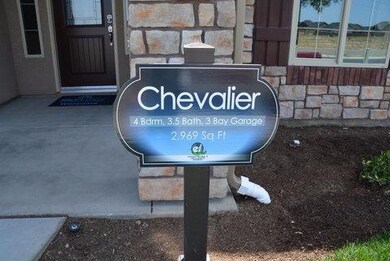 Chevalier
4 Bdrm, 3.5 Bath, 3 Bay Garage
2,969 Sq Ft